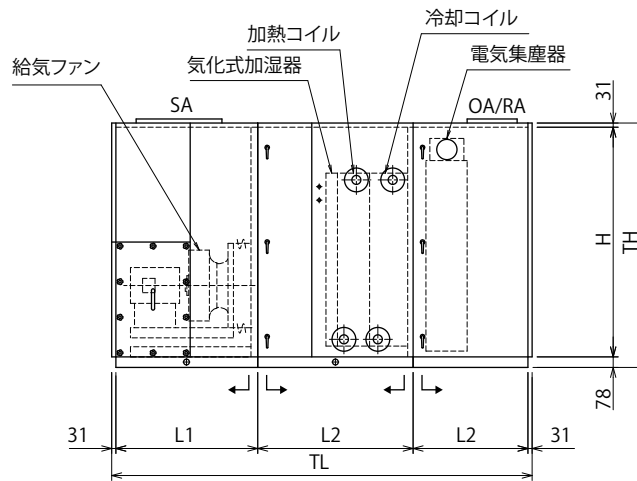 加熱コイル
冷却コイル
給気ファン
気化式加湿器
電気集塵器
SA
OA/RA
31
H
TH
78
31
L1
L2
L2
31
TL